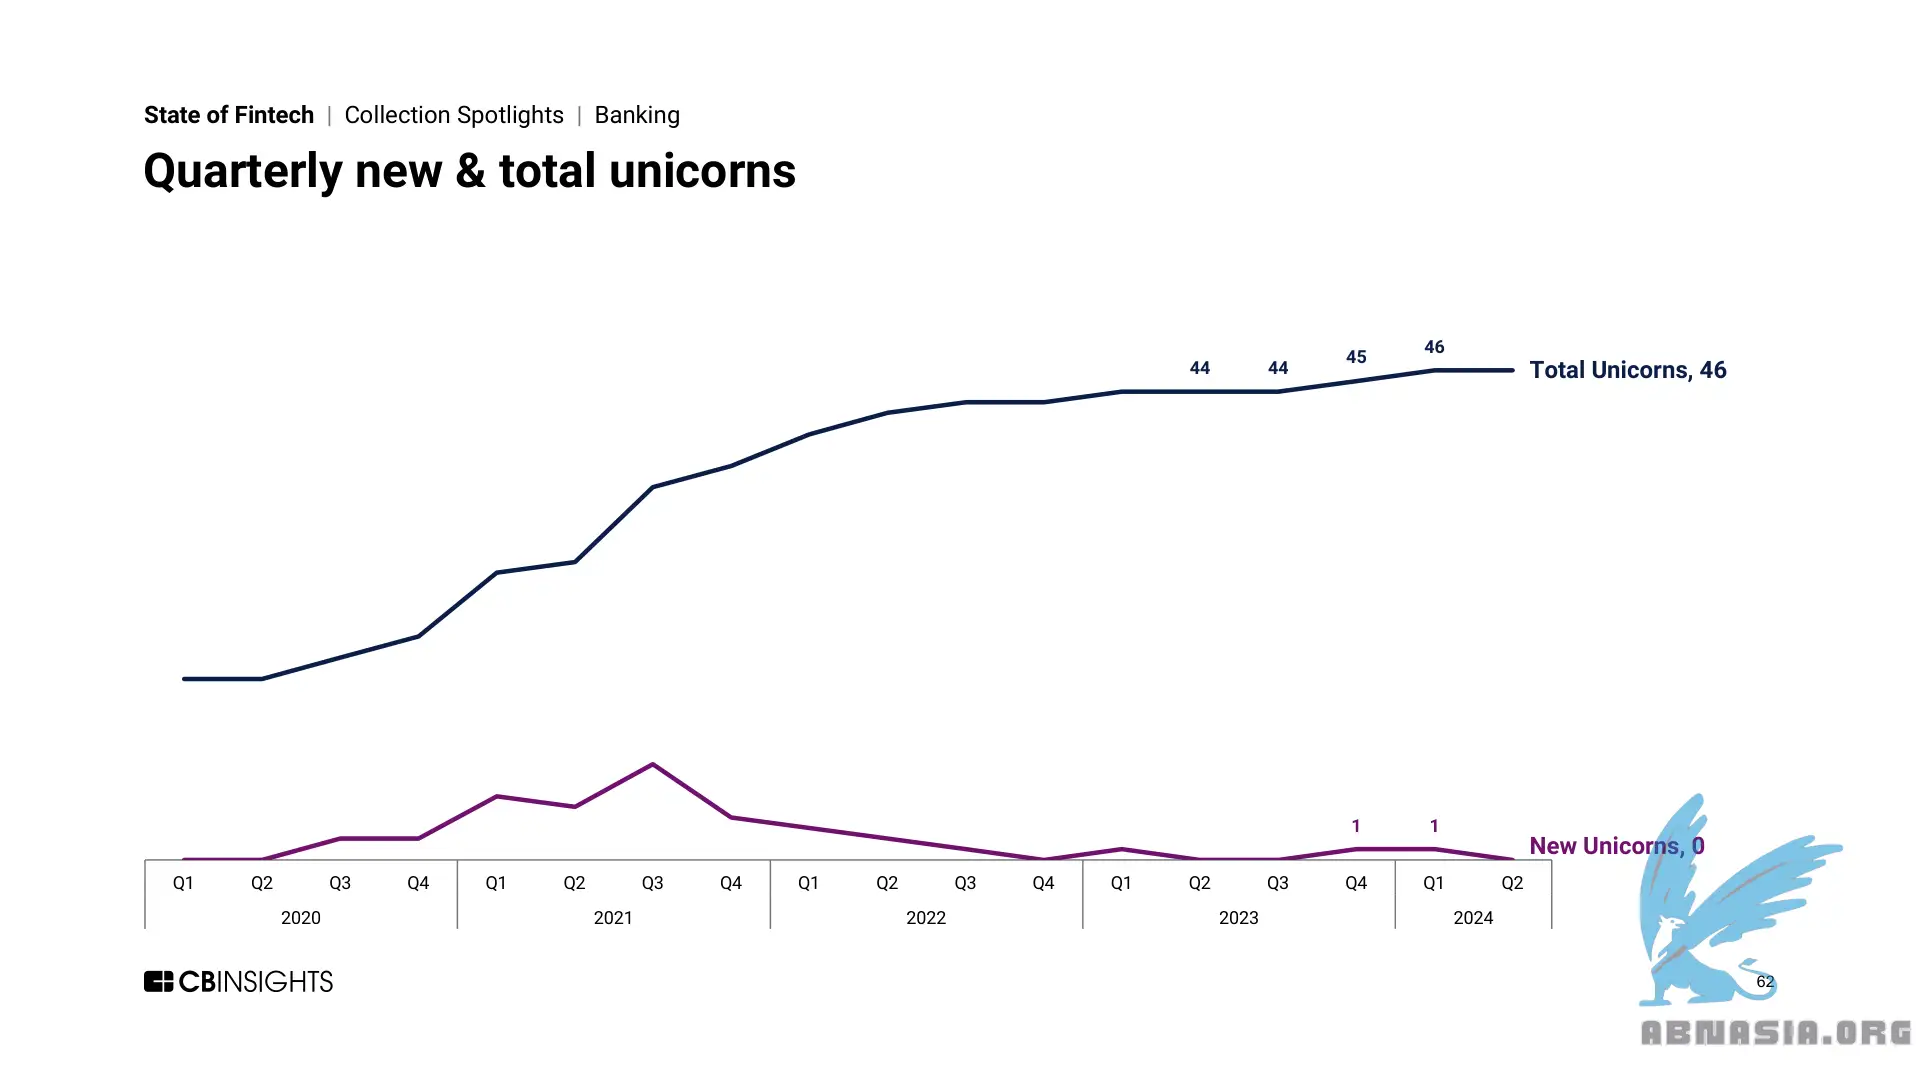 State of Fintech | Collection Spotlights | Banking
Quarterly new & total unicorns
44 44 45 46
Total Unicorns, 46
1 1
New Unicorns, 0
Q1 Q2 Q3 Q4 Q1 Q2 Q3 Q4 Q1 Q2 Q3 Q4 Q1 Q2 Q3 Q4 Q1 Q2
2020 2021 2022 2023 2024
CBINSIGHTS
62
ABNASIA.ORG